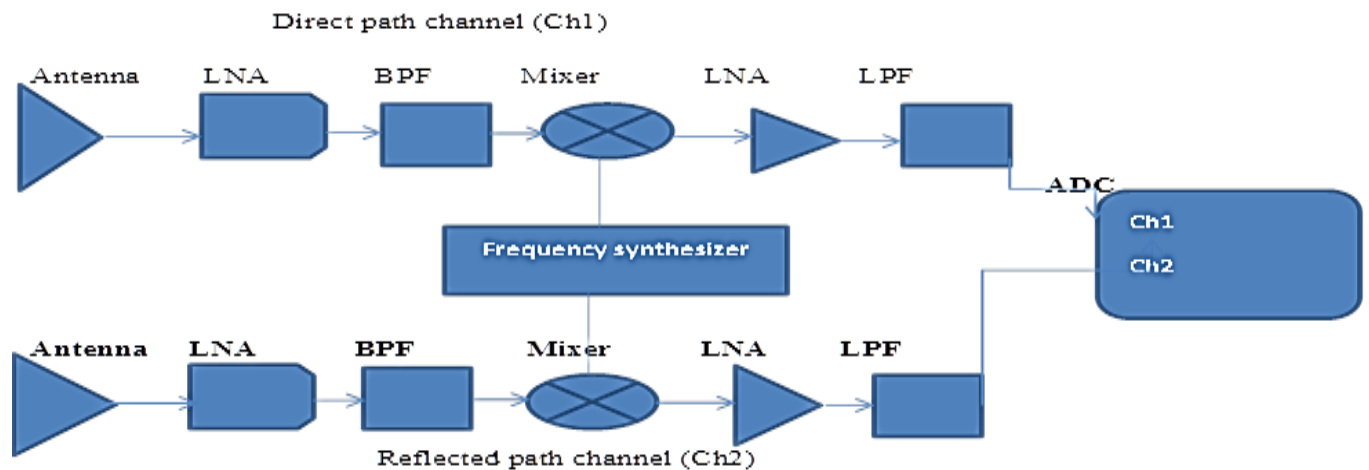 Direct path channel (Ch1)
Antenna LNA BPF Mixer LNA LPF
ADC
Ch1
Frequency synthesizer
Ch2
Antenna LNA BPF Mixer LNA LPF
Reflected path channel (Ch2)